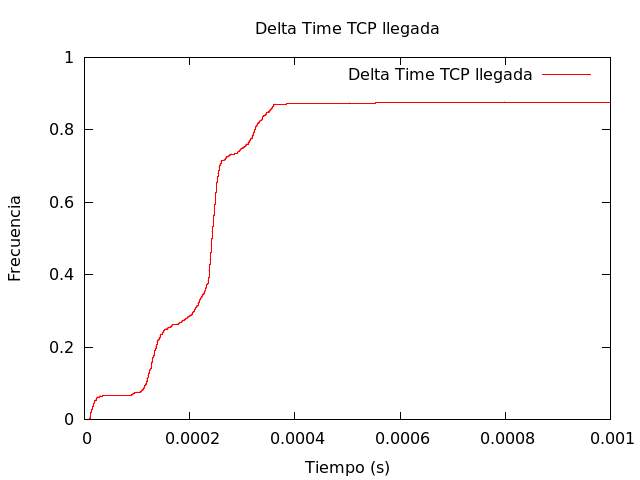 Delta Time TCP llegada
Delta Time TCP llegada
1
0.8
0.6
0.4
0.2
0
Frecuencia
0 0.0002 0.0004 0.0006 0.0008 0.001
Tiempo (s)